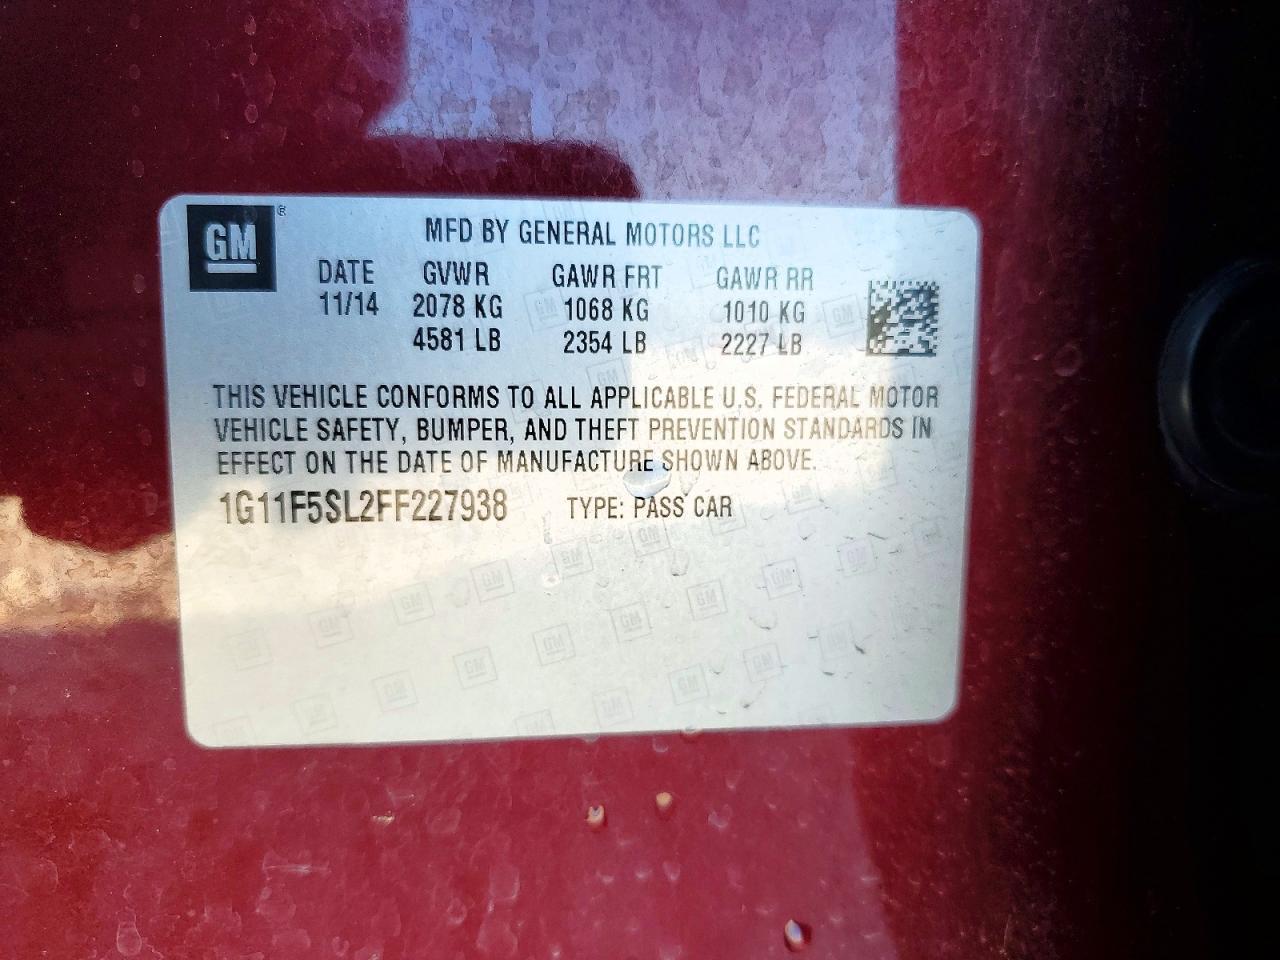 GM®
MFD BY GENERAL MOTORS LLC
DATE GVWR GAWR FRT GAWR RR
11/14 2078 KG 1068 KG 1010 KG
4581 LB 2354 LB 2227 LB
THIS VEHICLE CONFORMS TO ALL APPLICABLE U.S. FEDERAL MOTOR
VEHICLE SAFETY, BUMPER, AND THEFT PREVENTION STANDARDS IN
EFFECT ON THE DATE OF MANUFACTURE SHOWN ABOVE.
1G11F5SL2FF227938 TYPE: PASS CAR